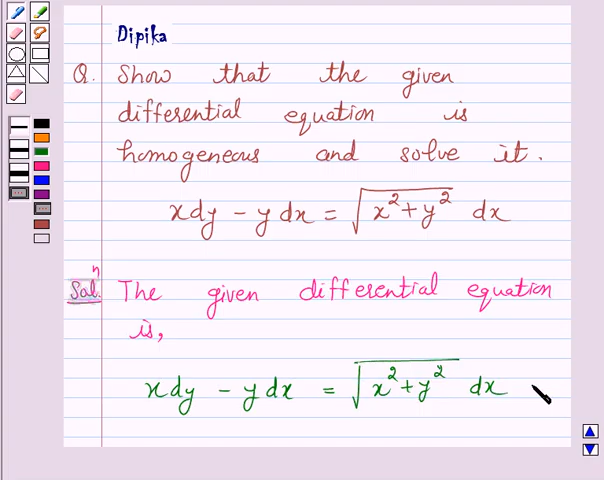 Dipika
Q. Show that the given
differential equation is
homogeneous and solve it.
xdy - ydx = √(x² + y²) dx
Solⁿ. The given differential equation
is,
xdy - ydx = √(x² + y²) dx